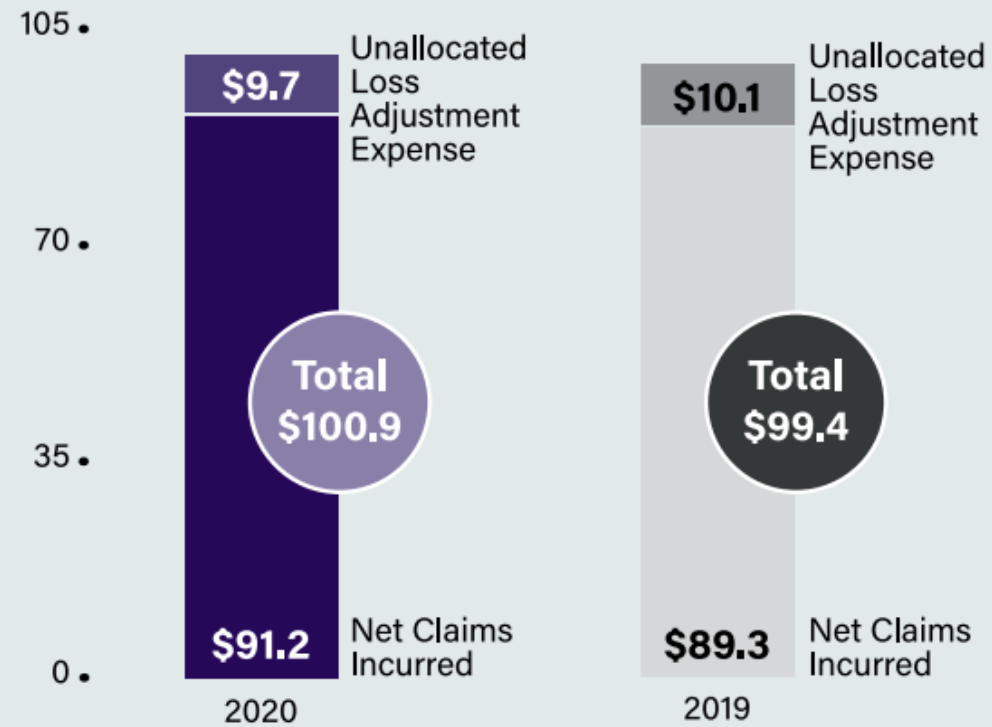 105
70
35
0
$9.7
Unallocated
Loss
Adjustment
Expense
Total
$100.9
$91.2
Net Claims
Incurred
2020
$10.1
Unallocated
Loss
Adjustment
Expense
Total
$99.4
$89.3
Net Claims
Incurred
2019